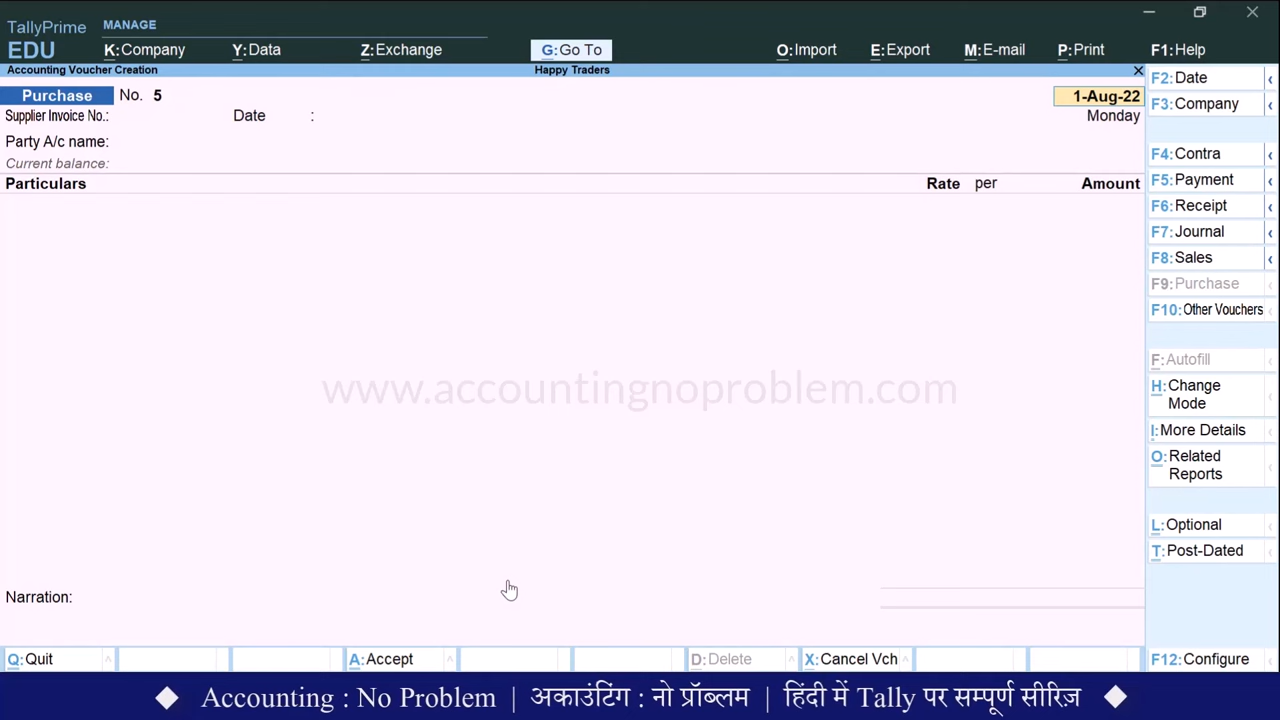 TallyPrime MANAGE
EDU K:Company Y:Data Z:Exchange G:Go To O:Import E:Export M:E-mail P:Print F1:Help
Accounting Voucher Creation Happy Traders
Purchase No. 5 1-Aug-22
Supplier Invoice No.: Date : Monday
Party A/c name:
Current balance:
Particulars Rate per Amount
F2:Date
F3:Company
F4:Contra
F5:Payment
F6:Receipt
F7:Journal
F8:Sales
F9:Purchase
F10:Other Vouchers
F:Autofill
H:Change
Mode
I:More Details
O:Related
Reports
L:Optional
T:Post-Dated
www.accountingnoproblem.com
Narration:
Q:Quit A:Accept D:Delete X:Cancel Vch F12:Configure
Accounting : No Problem | अकाउंटिंग : नो प्रॉब्लम | हिंदी में Tally पर सम्पूर्ण सीरिज़